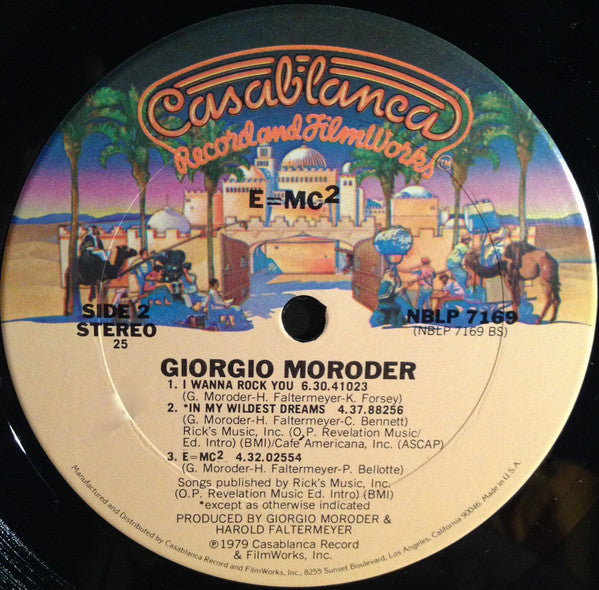 Casablanca
Record and FilmWorks™
E=MC²
SIDE 2
STEREO
25
NBLP 7169
(NBLP 7169 BS)
GIORGIO MORODER
1. I WANNA ROCK YOU 6.30.41023
(G. Moroder-H. Faltermeyer-K. Forsey)
2. *IN MY WILDEST DREAMS 4.37.88256
(G. Moroder-H. Faltermeyer-C. Bennett)
Rick's Music, Inc. (O.P. Revelation Music/
Ed. Intro) (BMI)/Café Americana, Inc. (ASCAP)
3. E=MC² 4.32.02554
(G. Moroder-H. Faltermeyer-P. Bellotte)
Songs published by Rick's Music, Inc.
(O.P. Revelation Music Ed. Intro) (BMI)
*except as otherwise indicated
PRODUCED BY GIORGIO MORODER &
HAROLD FALTERMEYER
℗1979 Casablanca Record
& FilmWorks, Inc.
Manufactured and Distributed by Casablanca Record and FilmWorks, Inc., 8255 Sunset Boulevard, Los Angeles, California 90046. Made in U.S.A.